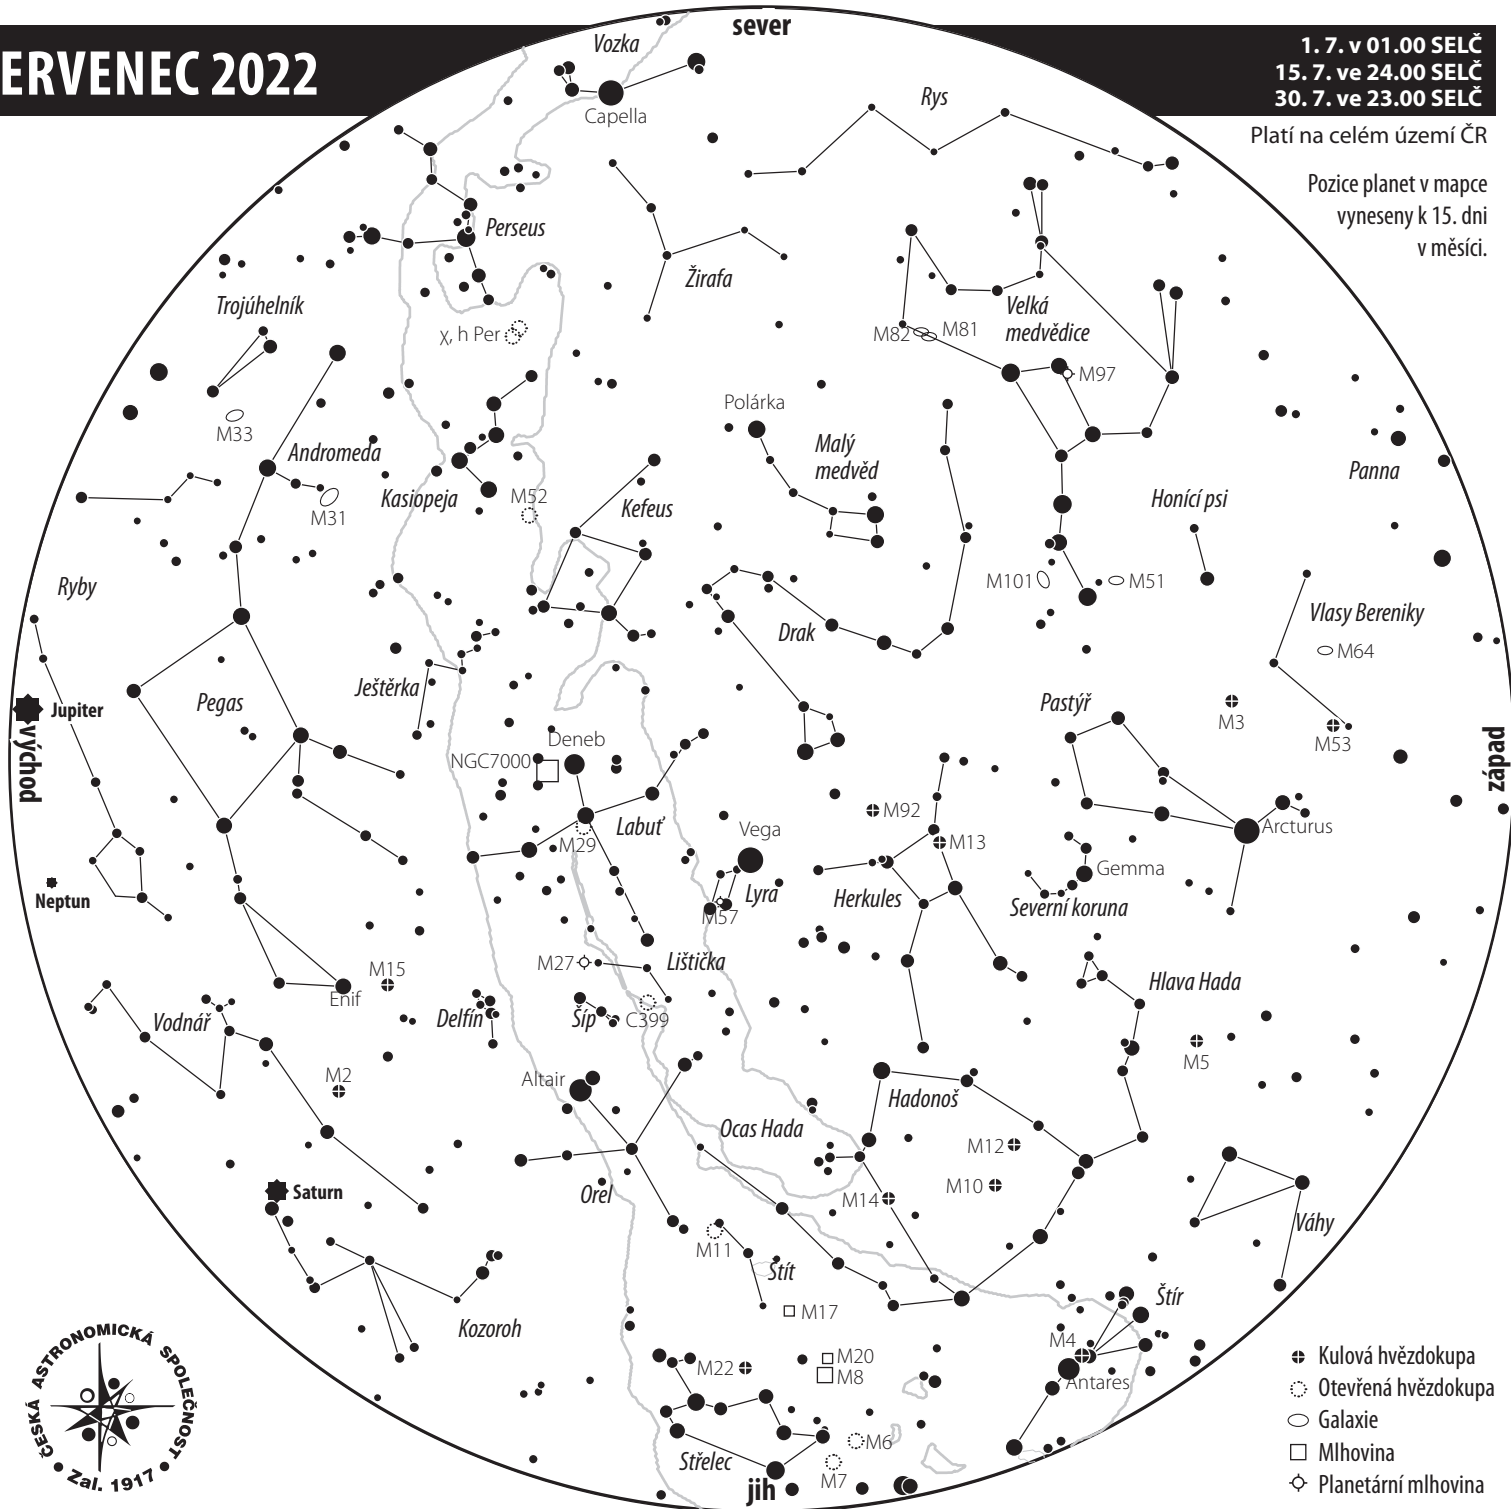 ERVENEC 2022
1. 7. v 01.00 SELČ
15. 7. ve 24.00 SELČ
30. 7. ve 23.00 SELČ
Platí na celém území ČR
Pozice planet v mapce
vyneseny k 15. dni
v měsíci.
sever
Vozka
Capella
Rys
Perseus
Žirafa
Trojúhelník
χ, h Per
Velká
medvědice
M82
M81
M97
M33
Polárka
Andromeda
Malý
medvěd
Panna
M31
Kasiopeja
M52
Kefeus
Honící psi
M101
M51
Ryby
Vlasy Bereniky
Drak
M64
Ještěrka
Pegas
Pastýř
M3
M53
Jupiter
východ
Deneb
NGC7000
západ
Labuť
M29
Vega
M92
M13
Arcturus
Gemma
Neptun
Lyra
M57
Herkules
Severní koruna
M27
Lištička
M15
Enif
Hlava Hada
Vodnář
Delfín
Šíp
C399
M5
M2
Altair
Hadonoš
Ocas Hada
M12
M10
M14
Saturn
Orel
Váhy
M11
Štít
M17
Štír
Kozoroh
M4
Antares
M22
M20
M8
Střelec
M6
M7
jih
Kulová hvězdokupa
Otevřená hvězdokupa
Galaxie
Mlhovina
Planetární mlhovina
ČESKÁ ASTRONOMICKÁ SPOLEČNOST
Zal. 1917